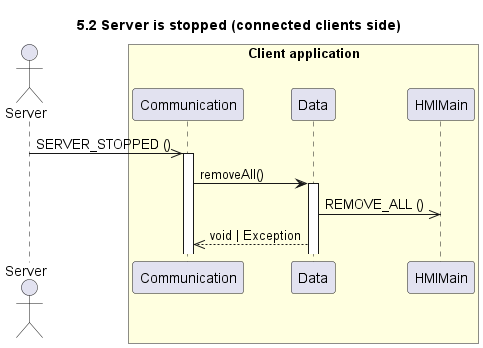 5.2 Server is stopped (connected clients side)
Client application
Server
Communication
Data
HMIMain
SERVER_STOPPED ()
removeAll()
REMOVE_ALL ()
void | Exception
Server
Communication
Data
HMIMain